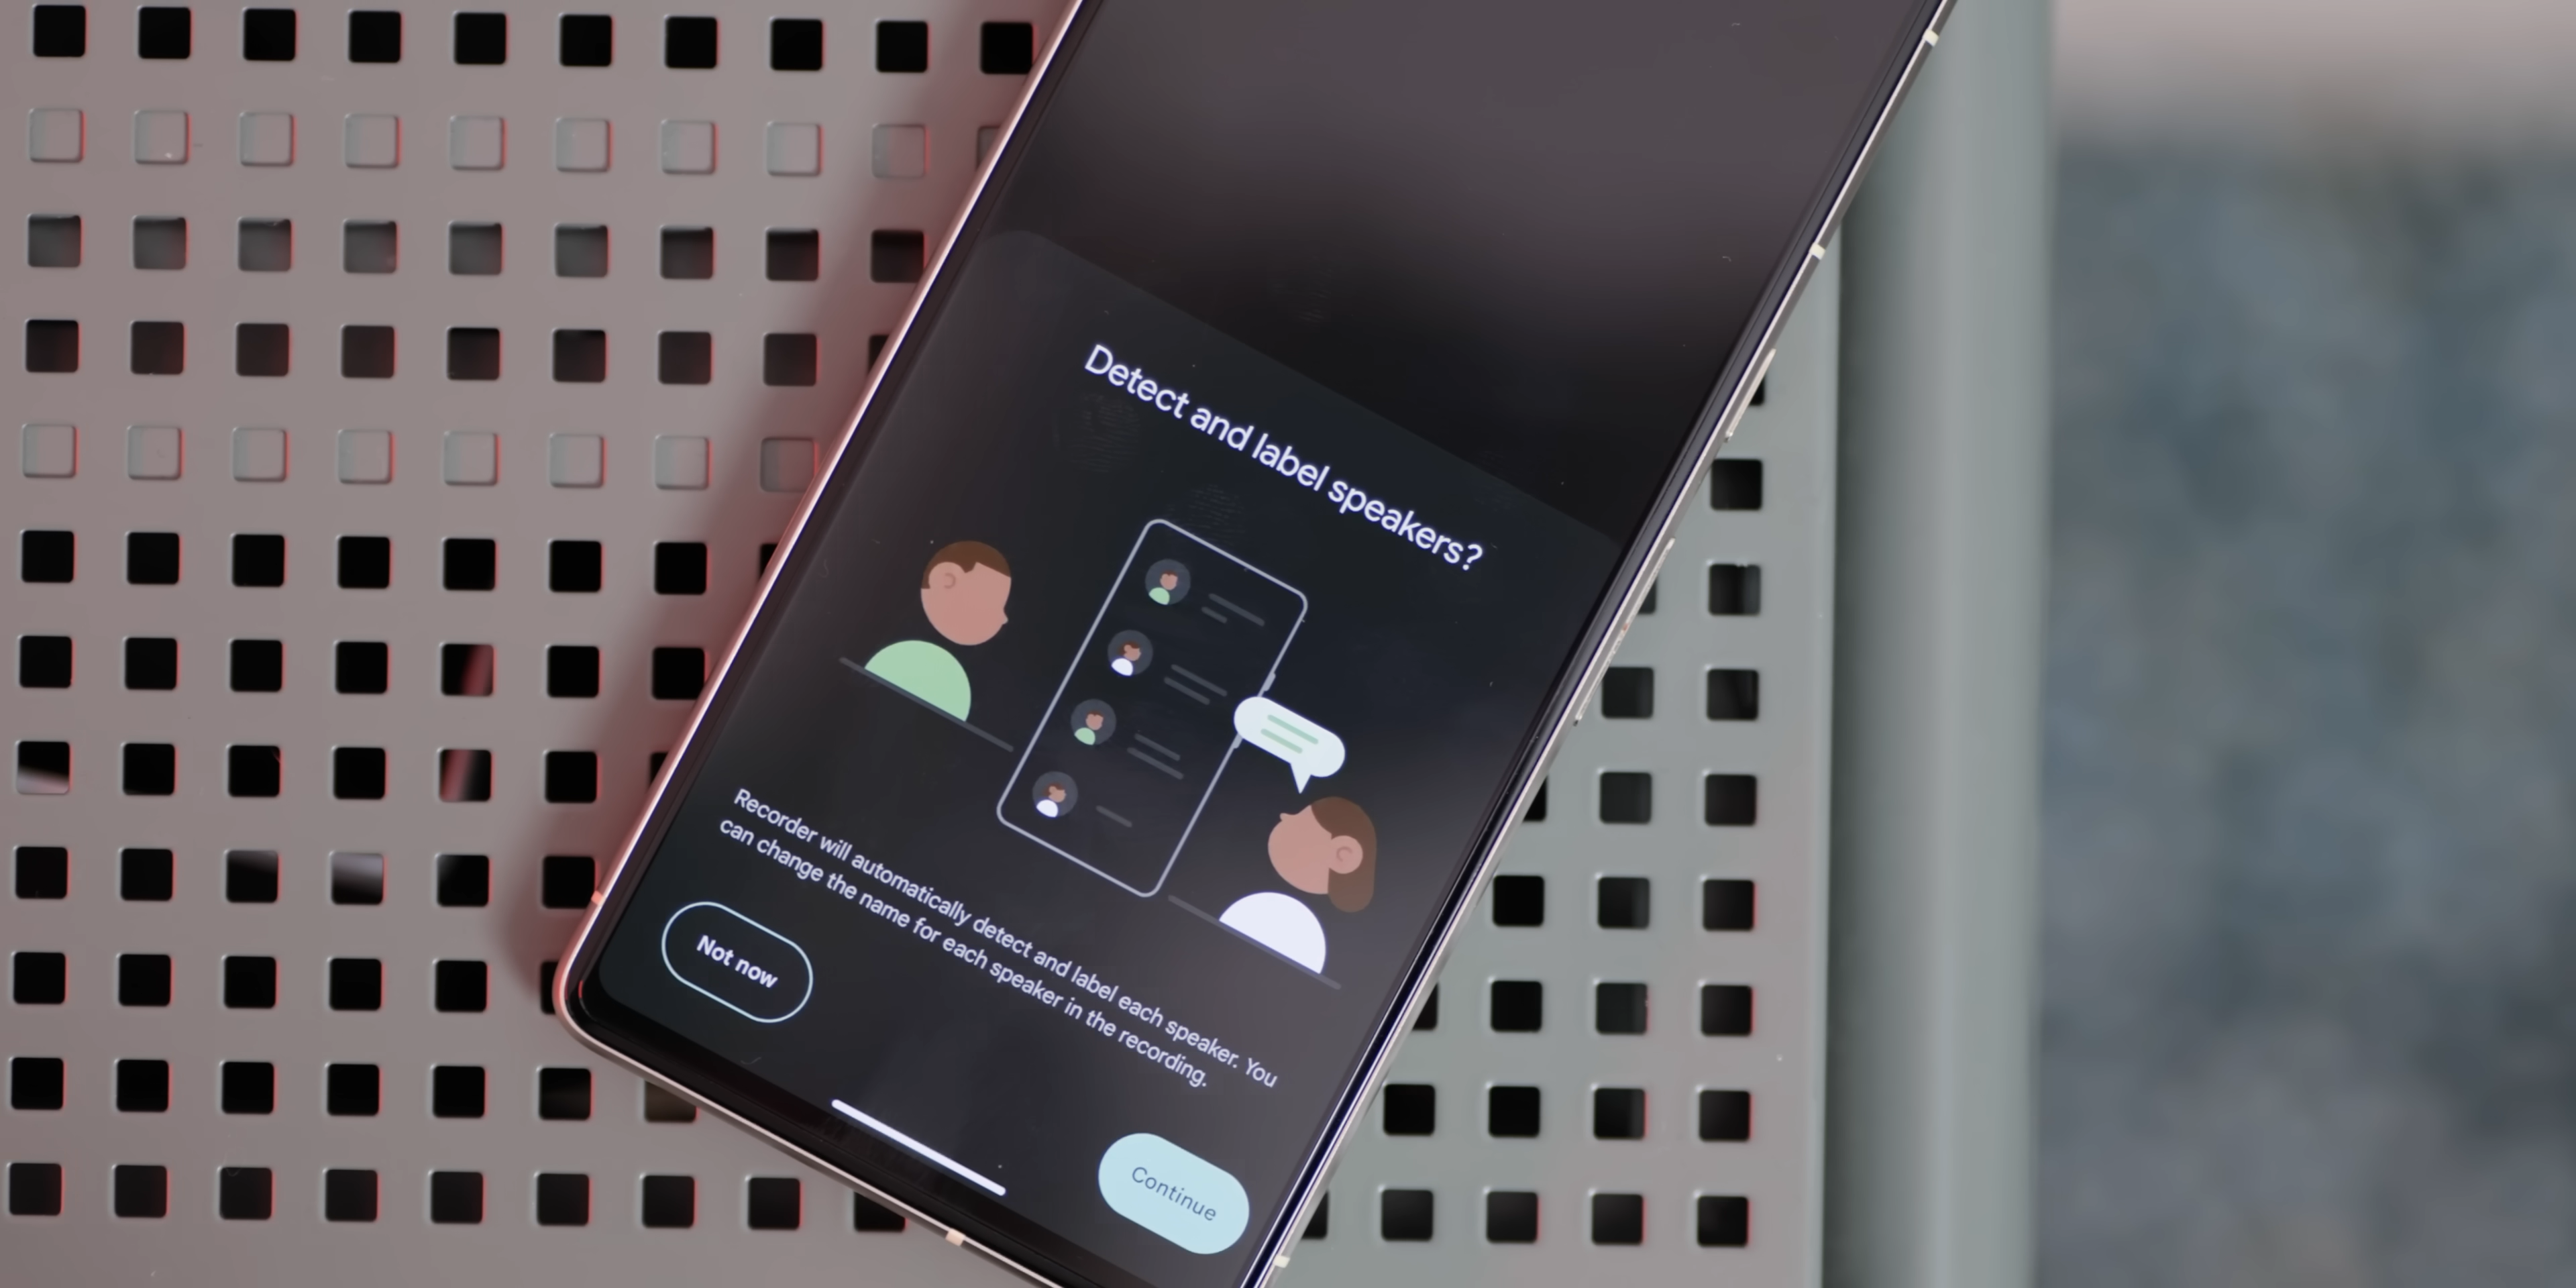 Detect and label speakers?
Recorder will automatically detect and label each speaker. You
can change the name for each speaker in the recording.
Not now
Continue